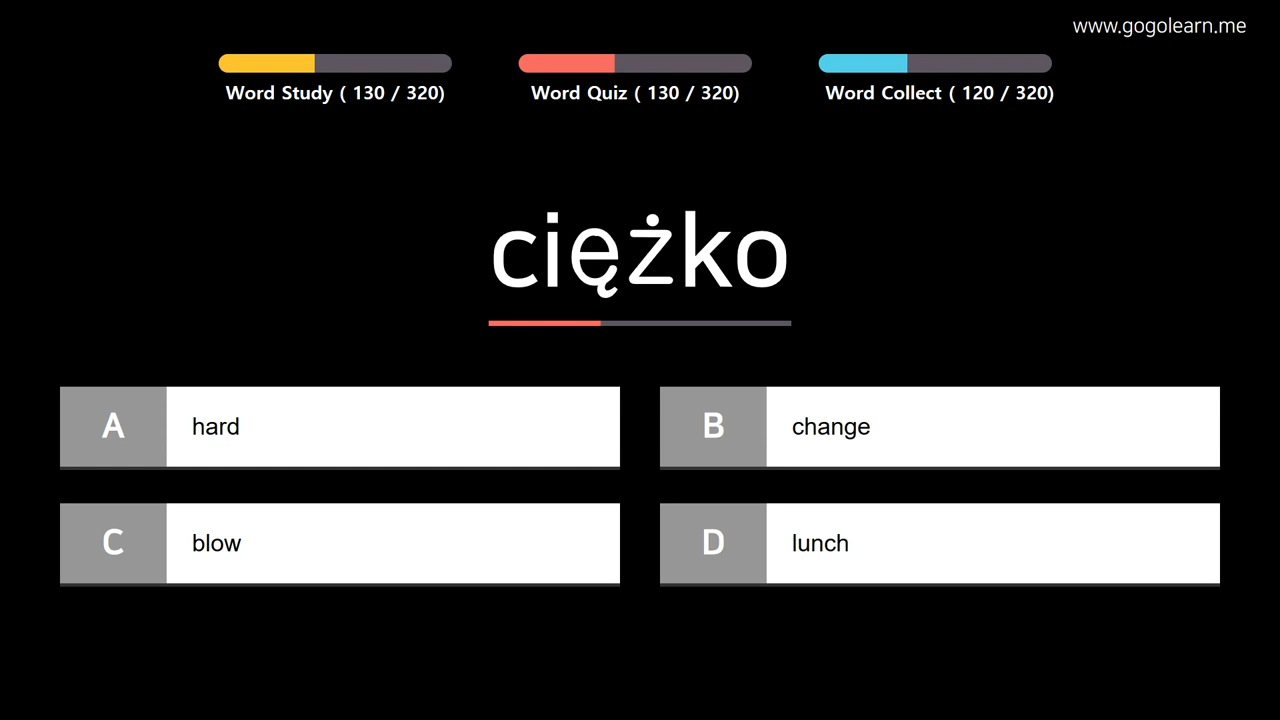 www.gogolearn.me
Word Study ( 130 / 320)
Word Quiz ( 130 / 320)
Word Collect ( 120 / 320)
ciężko
A hard
B change
C blow
D lunch